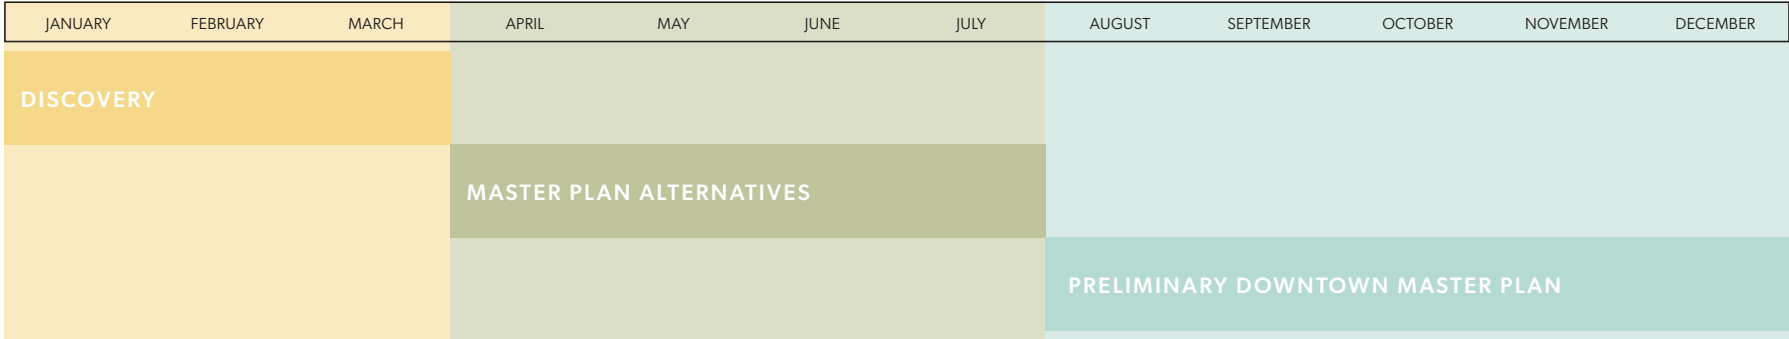 JANUARY FEBRUARY MARCH APRIL MAY JUNE JULY AUGUST SEPTEMBER OCTOBER NOVEMBER DECEMBER
DISCOVERY
MASTER PLAN ALTERNATIVES
PRELIMINARY DOWNTOWN MASTER PLAN